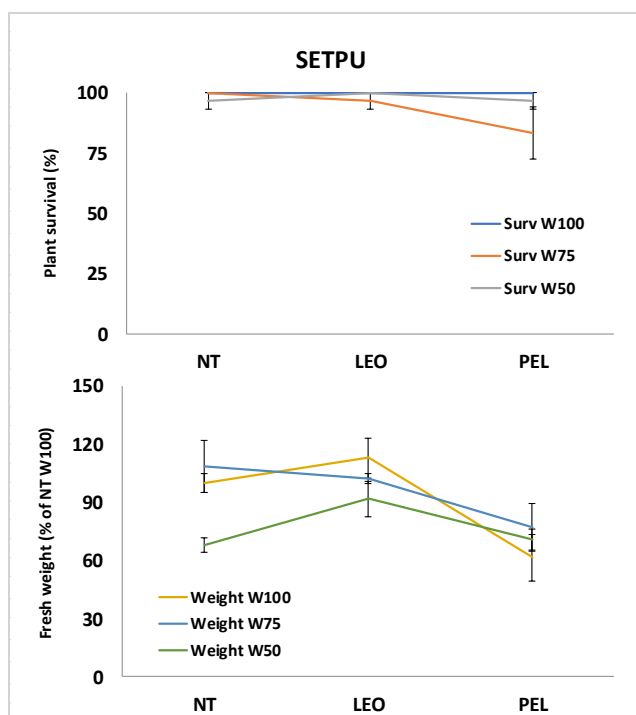 SETPU
100
75
50
25
0
Plant survival (%)
Surv W100
Surv W75
Surv W50
NT LEO PEL
150
120
90
60
30
0
Fresh weight (% of NT W100)
Weight W100
Weight W75
Weight W50
NT LEO PEL